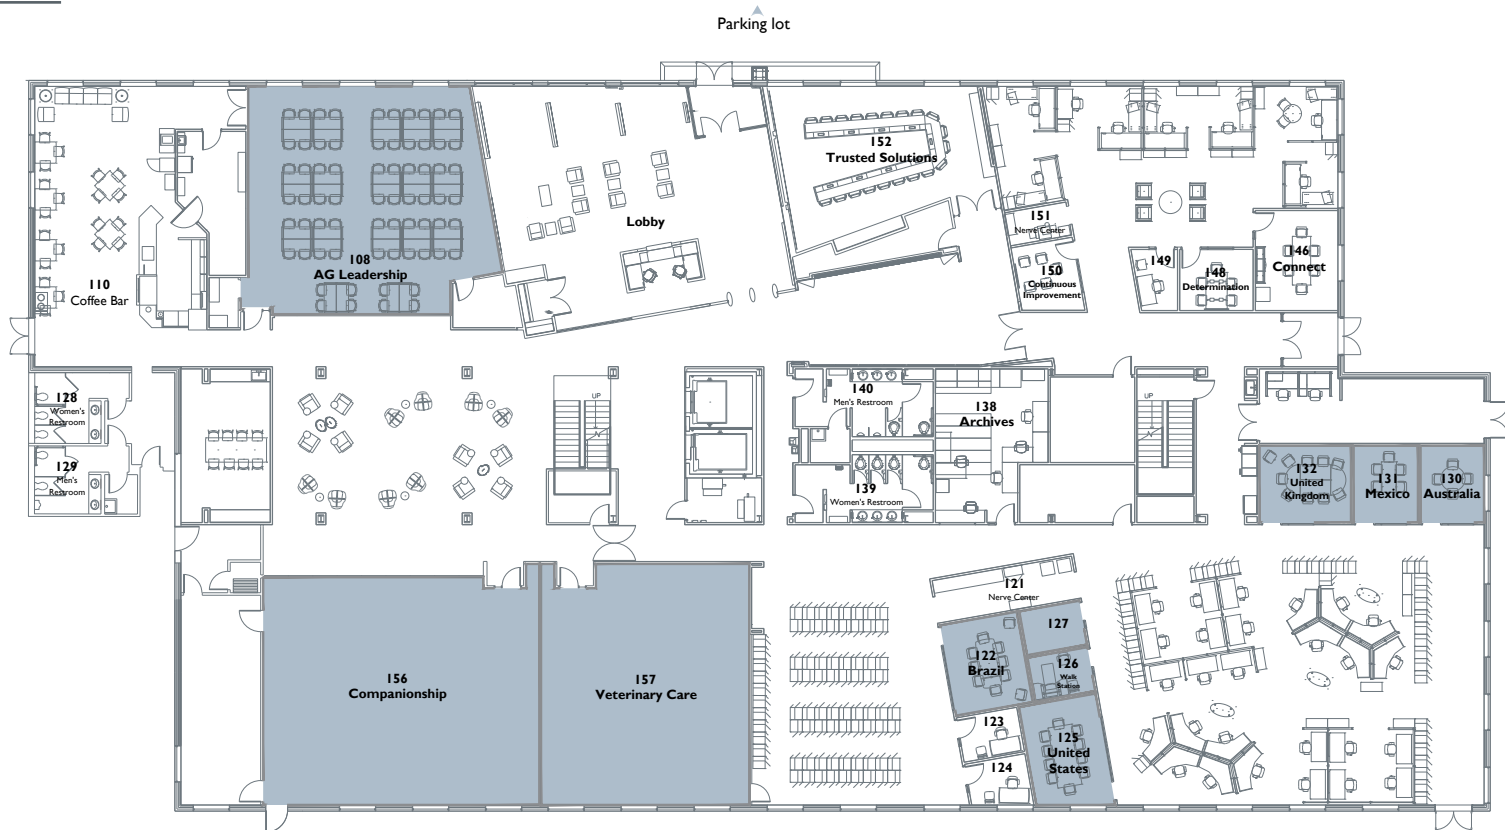 Parking lot
152
Trusted Solutions
Lobby
151
Nerve Center
150
Continuous
Improvement
149
148
Determination
146
Connect
108
AG Leadership
110
Coffee Bar
128
Women's
Restroom
129
Men's
Restroom
UP
140
Men's Restroom
138
Archives
139
Women's Restroom
UP
132
United
Kingdom
131
Mexico
130
Australia
121
Nerve Center
127
122
Brazil
126
Walk
Station
123
125
United
States
124
156
Companionship
157
Veterinary Care